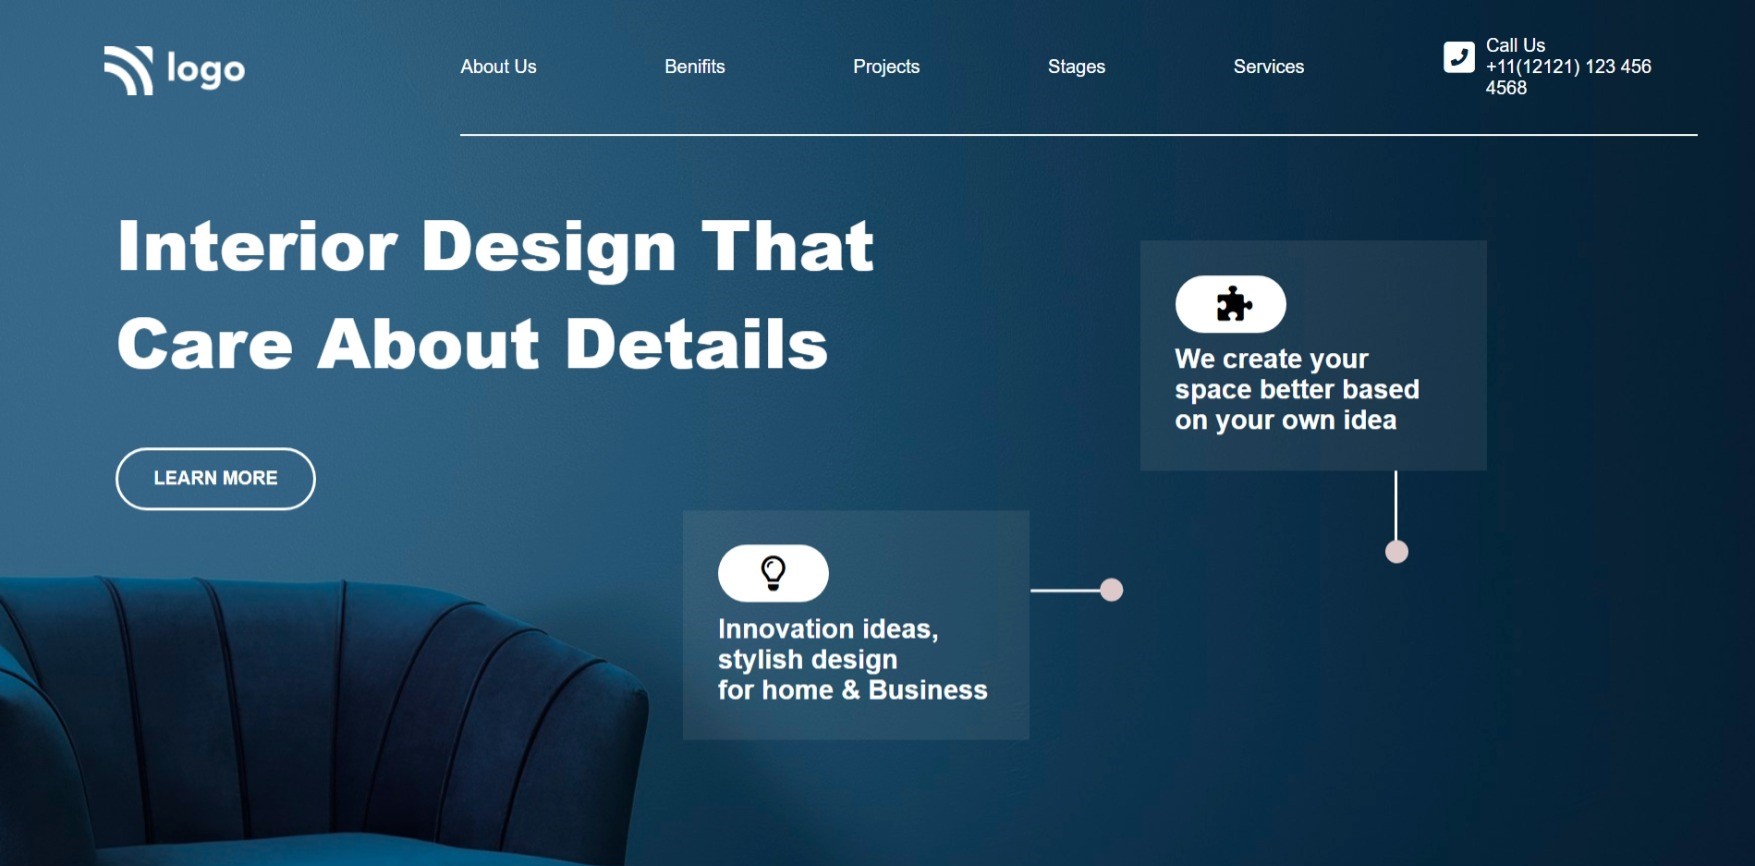 logo
About Us
Benifits
Projects
Stages
Services
Call Us
+11(12121) 123 456
4568
Interior Design That
Care About Details
LEARN MORE
We create your
space better based
on your own idea
Innovation ideas,
stylish design
for home & Business